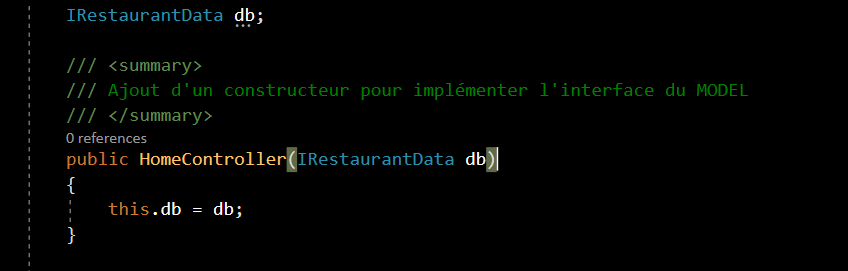 IRestaurantData db;
/// <summary>
/// Ajout d'un constructeur pour implémenter l'interface du MODEL
/// </summary>
0 references
public HomeController(IRestaurantData db)
{
this.db = db;
}